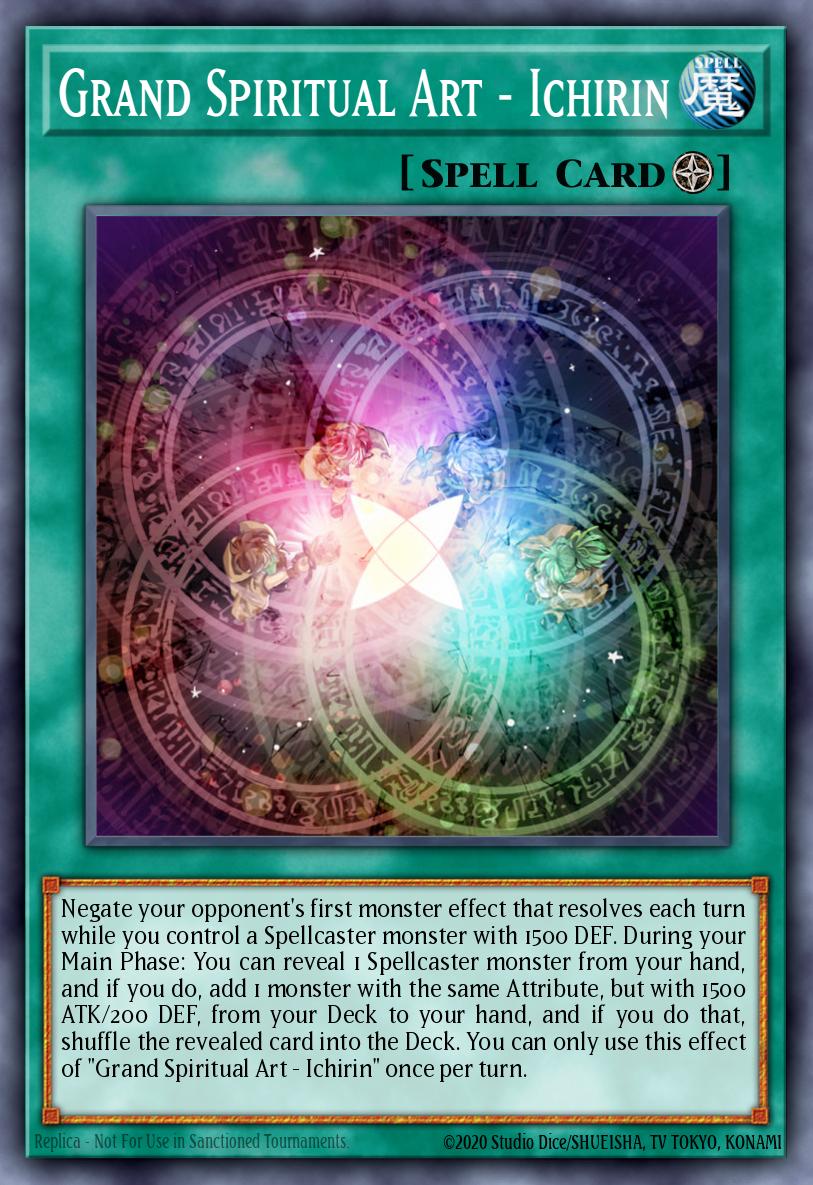 Grand Spiritual Art - Ichirin
SPELL
魔
[Spell Card]
Negate your opponent's first monster effect that resolves each turn
while you control a Spellcaster monster with 1500 DEF. During your
Main Phase: You can reveal 1 Spellcaster monster from your hand,
and if you do, add 1 monster with the same Attribute, but with 1500
ATK/200 DEF, from your Deck to your hand, and if you do that,
shuffle the revealed card into the Deck. You can only use this effect
of "Grand Spiritual Art - Ichirin" once per turn.
Replica - Not For Use in Sanctioned Tournaments.
©2020 Studio Dice/SHUEISHA, TV TOKYO, KONAMI